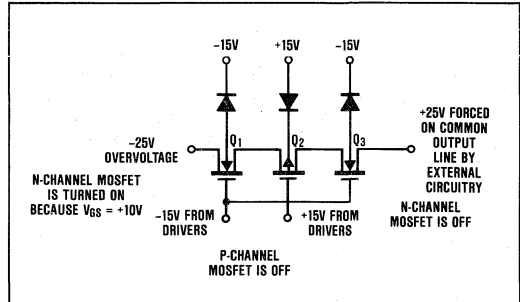 -15V +15V -15V
+25V FORCED
ON COMMON
OUTPUT
LINE BY
EXTERNAL
CIRCUITRY
-25V
OVERVOLTAGE
Q1 Q2 Q3
N-CHANNEL MOSFET
IS TURNED ON
BECAUSE VGS = +10V
-15V FROM
DRIVERS
+15V FROM
DRIVERS
N-CHANNEL
MOSFET IS OFF
P-CHANNEL
MOSFET IS OFF